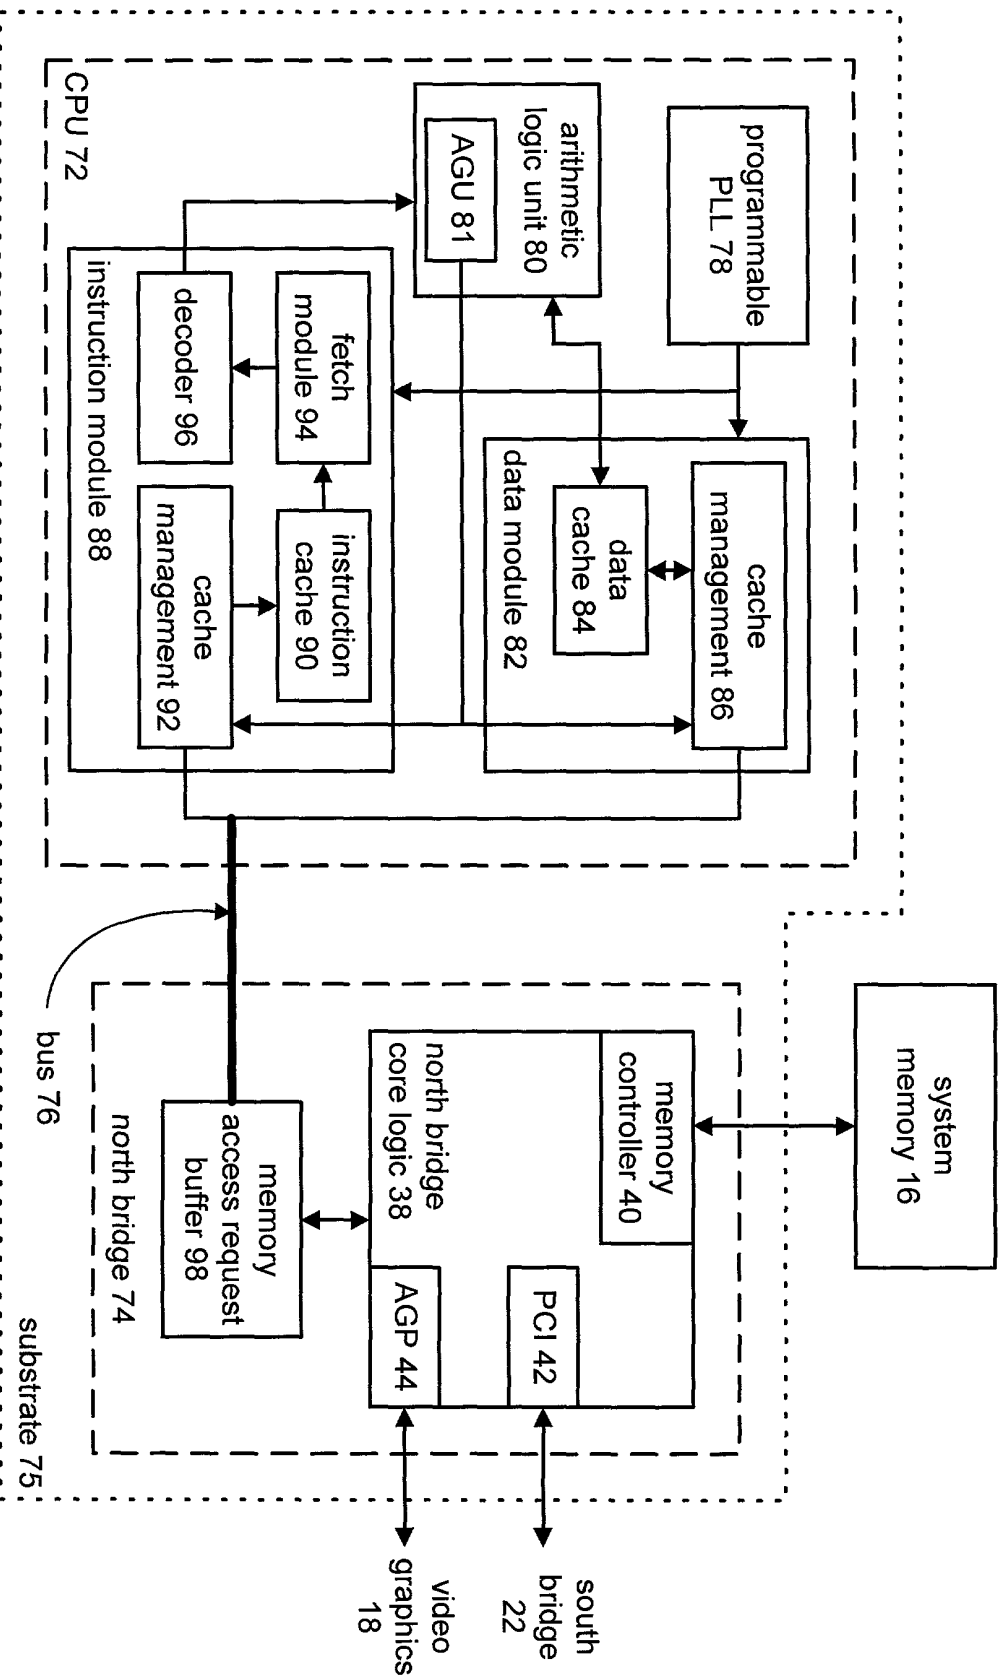 system
memory 16
programmable
PLL 78
cache
management 86
data
cache 84
data module 82
arithmetic
logic unit 80
AGU 81
fetch
module 94
instruction
cache 90
decoder 96
cache
management 92
instruction module 88
CPU 72
memory
controller 40
PCI 42
north bridge
core logic 38
AGP 44
south
bridge
22
video
graphics
18
memory
access request
buffer 98
north bridge 74
bus 76
substrate 75